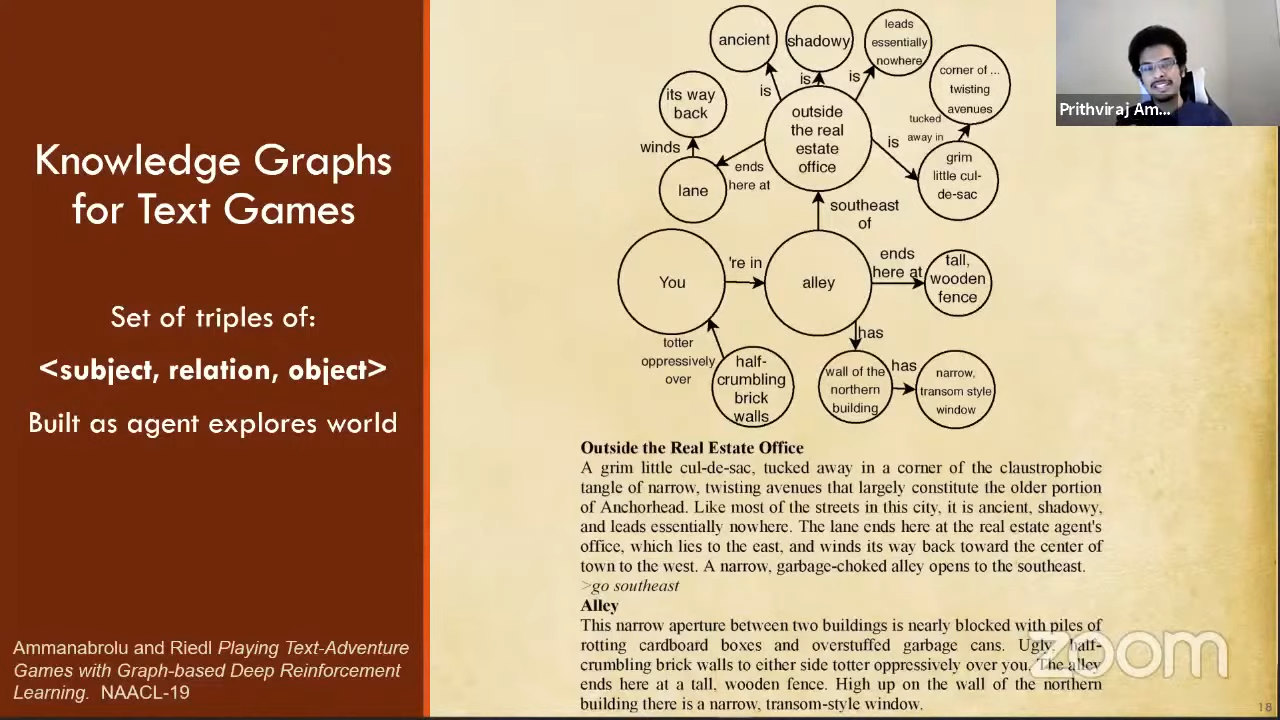 Knowledge Graphs
for Text Games
Set of triples of:
<subject, relation, object>
Built as agent explores world
Ammanabrolu and Riedl Playing Text-Adventure
Games with Graph-based Deep Reinforcement
Learning. NAACL-19
ancient
shadowy
leads
essentially
nowhere
corner of ...
twisting
avenues
is
is
is
its way
back
outside
the real
estate
office
tucked
away in
winds
is
ends
here at
grim
little cul-
de-sac
lane
southeast
of
You
're in
alley
ends
here at
tall,
wooden
fence
has
totter
oppressively
over
half-
crumbling
brick
walls
wall of the
northern
building
has
narrow,
transom style
window
Outside the Real Estate Office
A grim little cul-de-sac, tucked away in a corner of the claustrophobic
tangle of narrow, twisting avenues that largely constitute the older portion
of Anchorhead. Like most of the streets in this city, it is ancient, shadowy,
and leads essentially nowhere. The lane ends here at the real estate agent's
office, which lies to the east, and winds its way back toward the center of
town to the west. A narrow, garbage-choked alley opens to the southeast.
>go southeast
Alley
This narrow aperture between two buildings is nearly blocked with piles of
rotting cardboard boxes and overstuffed garbage cans. Ugly, half-
crumbling brick walls to either side totter oppressively over you. The alley
ends here at a tall, wooden fence. High up on the wall of the northern
building there is a narrow, transom-style window.
Prithviraj Am...
zoom
18